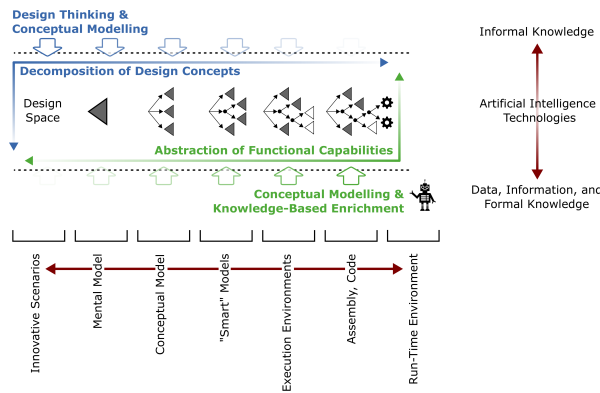 Design Thinking &
Conceptual Modelling
Informal Knowledge
Decomposition of Design Concepts
Design
Space
Artificial Intelligence
Technologies
Abstraction of Functional Capabilities
Conceptual Modelling &
Knowledge-Based Enrichment
Data, Information, and
Formal Knowledge
Innovative Scenarios
Mental Model
Conceptual Model
"Smart" Models
Execution Environments
Assembly, Code
Run-Time Environment